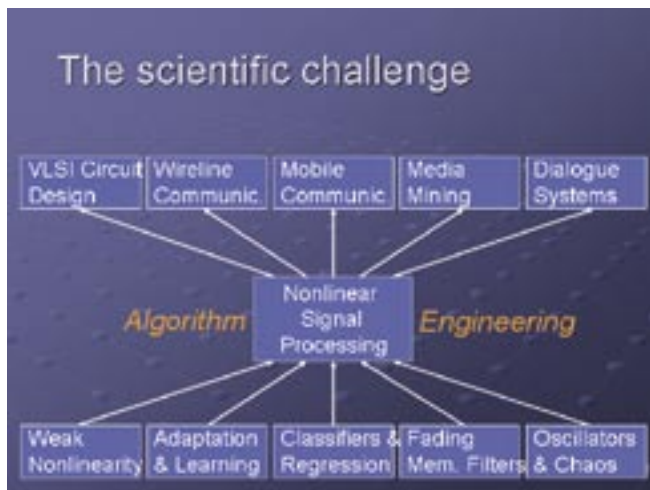 The scientific challenge
VLSI Circuit
Design
Wireline
Communic
Mobile
Communic
Media
Mining
Dialogue
Systems
Algorithm
Nonlinear
Signal
Processing
Engineering
Weak
Nonlinearity
Adaptation
& Learning
Classifiers &
Regression
Fading
Mem. Filters
Oscillators
& Chaos